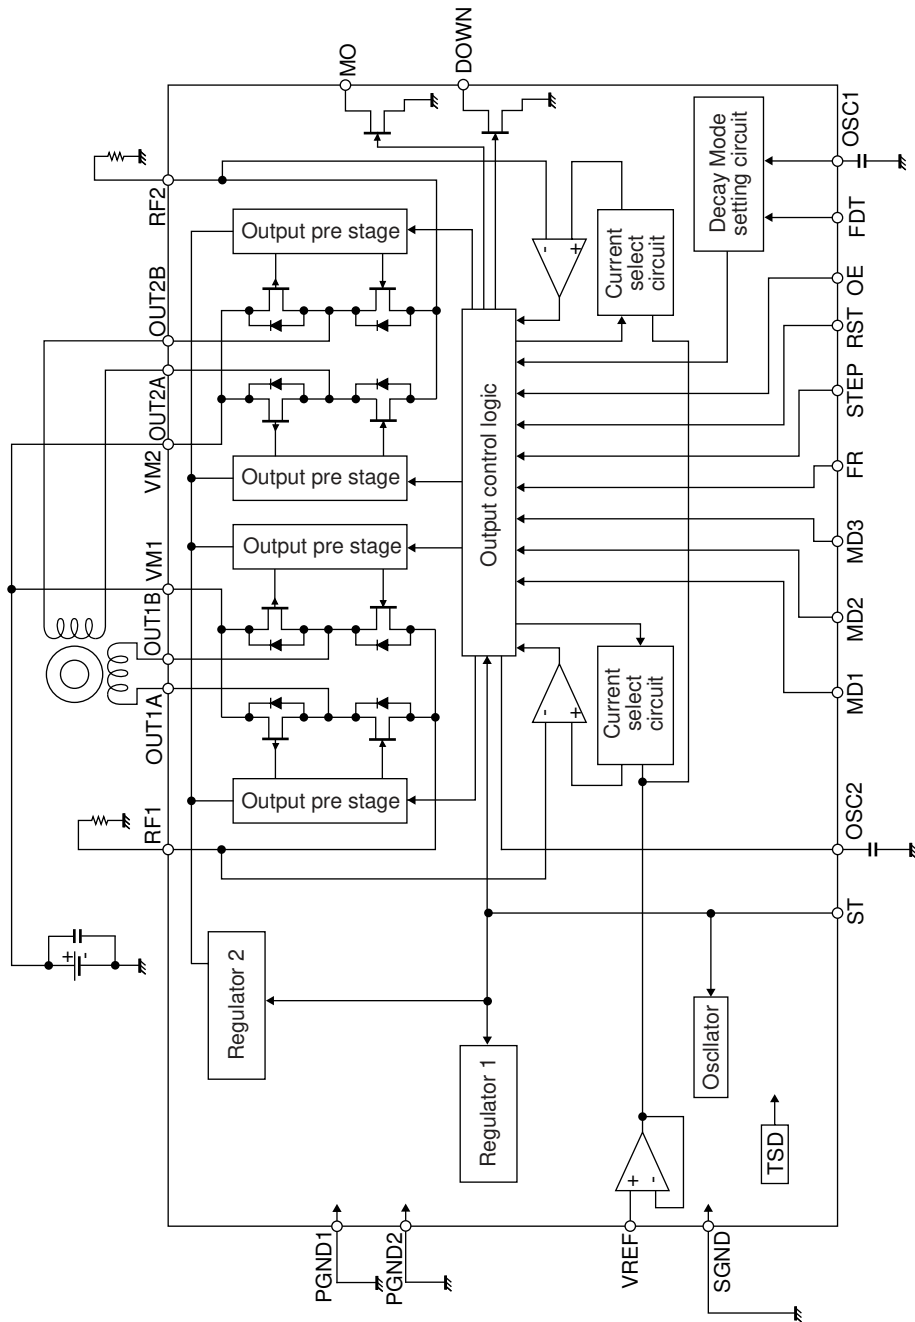 + -
RF1
OUT1A
OUT1B
VM1
VM2
OUT2A
OUT2B
RF2
Regulator 2
Output pre stage
Output pre stage
Output pre stage
Output pre stage
PGND1
MO
PGND2
DOWN
Regulator 1
Output control logic
- +
- +
VREF
+ -
Current
select
circuit
Current
select
circuit
SGND
Oscllator
Decay Mode
setting circuit
TSD
ST
OSC2
MD1
MD2
MD3
FR
STEP
RST
OE
FDT
OSC1